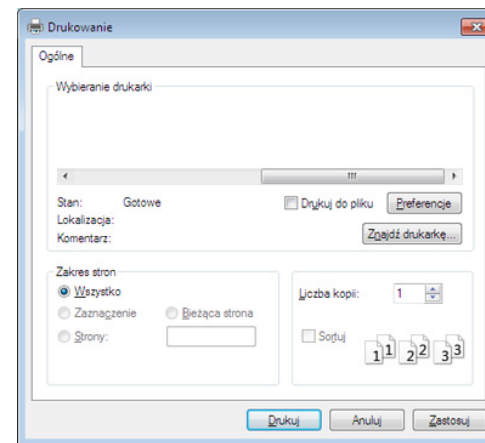 Drukowanie
Ogólne
Wybieranie drukarki
Stan: Gotowe
Drukuj do pliku Preferencje
Lokalizacja:
Komentarz:
Znajdź drukarkę...
Zakres stron
Wszystko
Zaznaczenie Bieżąca strona
Strony:
Liczba kopii: 1
Sortuj
1 1 2 2 3 3
Drukuj Anuluj Zastosuj